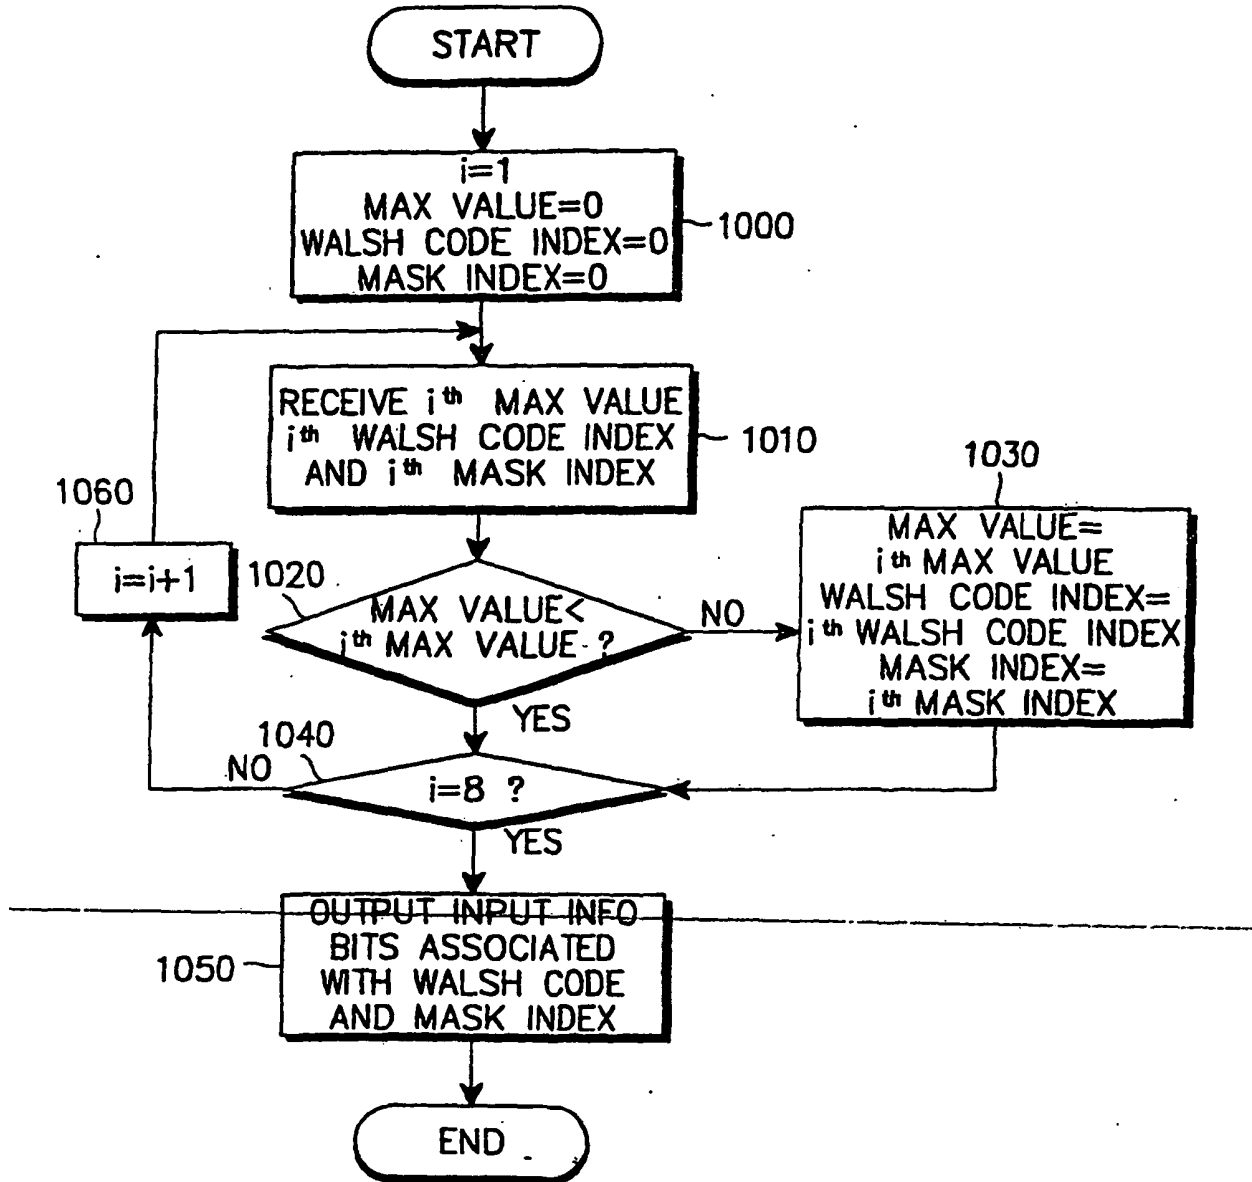 START
i=1
MAX VALUE=0
WALSH CODE INDEX=0
MASK INDEX=0
1000
RECEIVE ith MAX VALUE
ith WALSH CODE INDEX
AND ith MASK INDEX
1010
1030
MAX VALUE=
ith MAX VALUE
WALSH CODE INDEX=
ith WALSH CODE INDEX
MASK INDEX=
ith MASK INDEX
1060
i=i+1
1020
MAX VALUE<
ith MAX VALUE ?
NO
YES
1040
NO
i=8 ?
YES
OUTPUT INPUT INFO
BITS ASSOCIATED
WITH WALSH CODE
AND MASK INDEX
1050
END